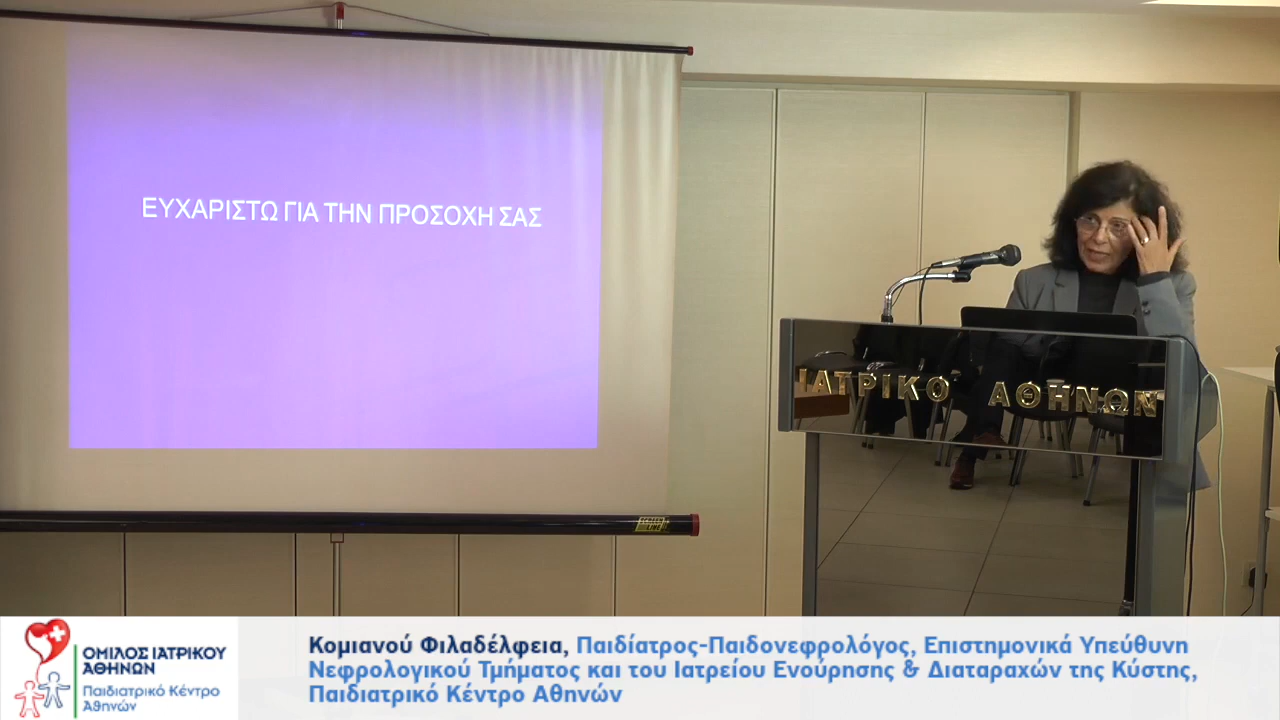 ΕΥΧΑΡΙΣΤΩ ΓΙΑ ΤΗΝ ΠΡΟΣΟΧΗ ΣΑΣ
ΙΑΤΡΙΚΟ ΑΘΗΝΩΝ
ΟΜΙΛΟΣ ΙΑΤΡΙΚΟΥ
ΑΘΗΝΩΝ
Παιδιατρικό Κέντρο
Αθηνών
Κομιανού Φιλαδέλφεια, Παιδίατρος-Παιδονεφρολόγος, Επιστημονικά Υπεύθυνη
Νεφρολογικού Τμήματος και του Ιατρείου Ενούρησης & Διαταραχών της Κύστης,
Παιδιατρικό Κέντρο Αθηνών